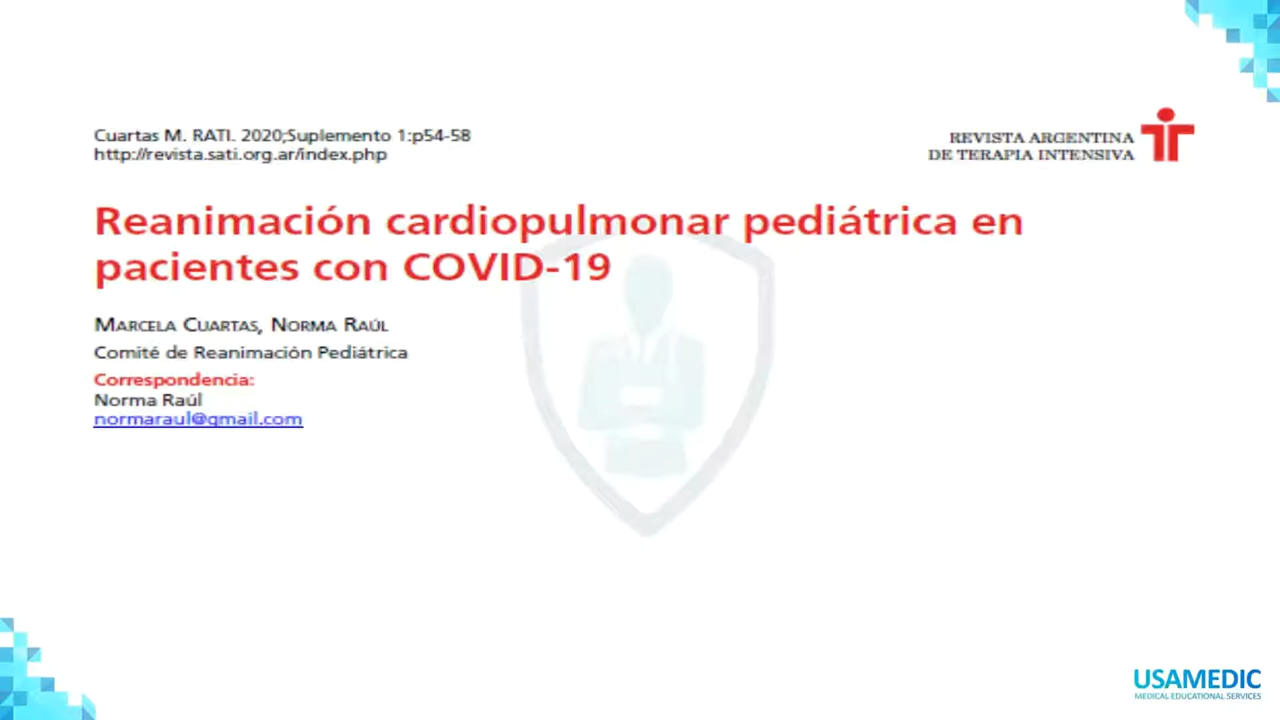 Cuartas M. RATI. 2020;Suplemento 1:p54-58
http://revista.sati.org.ar/index.php
REVISTA ARGENTINA
DE TERAPIA INTENSIVA
Reanimación cardiopulmonar pediátrica en
pacientes con COVID-19
MARCELA CUARTAS, NORMA RAÚL
Comité de Reanimación Pediátrica
Correspondencia:
Norma Raúl
normaraul@gmail.com
USAMEDIC
MEDICAL EDUCATIONAL SERVICES